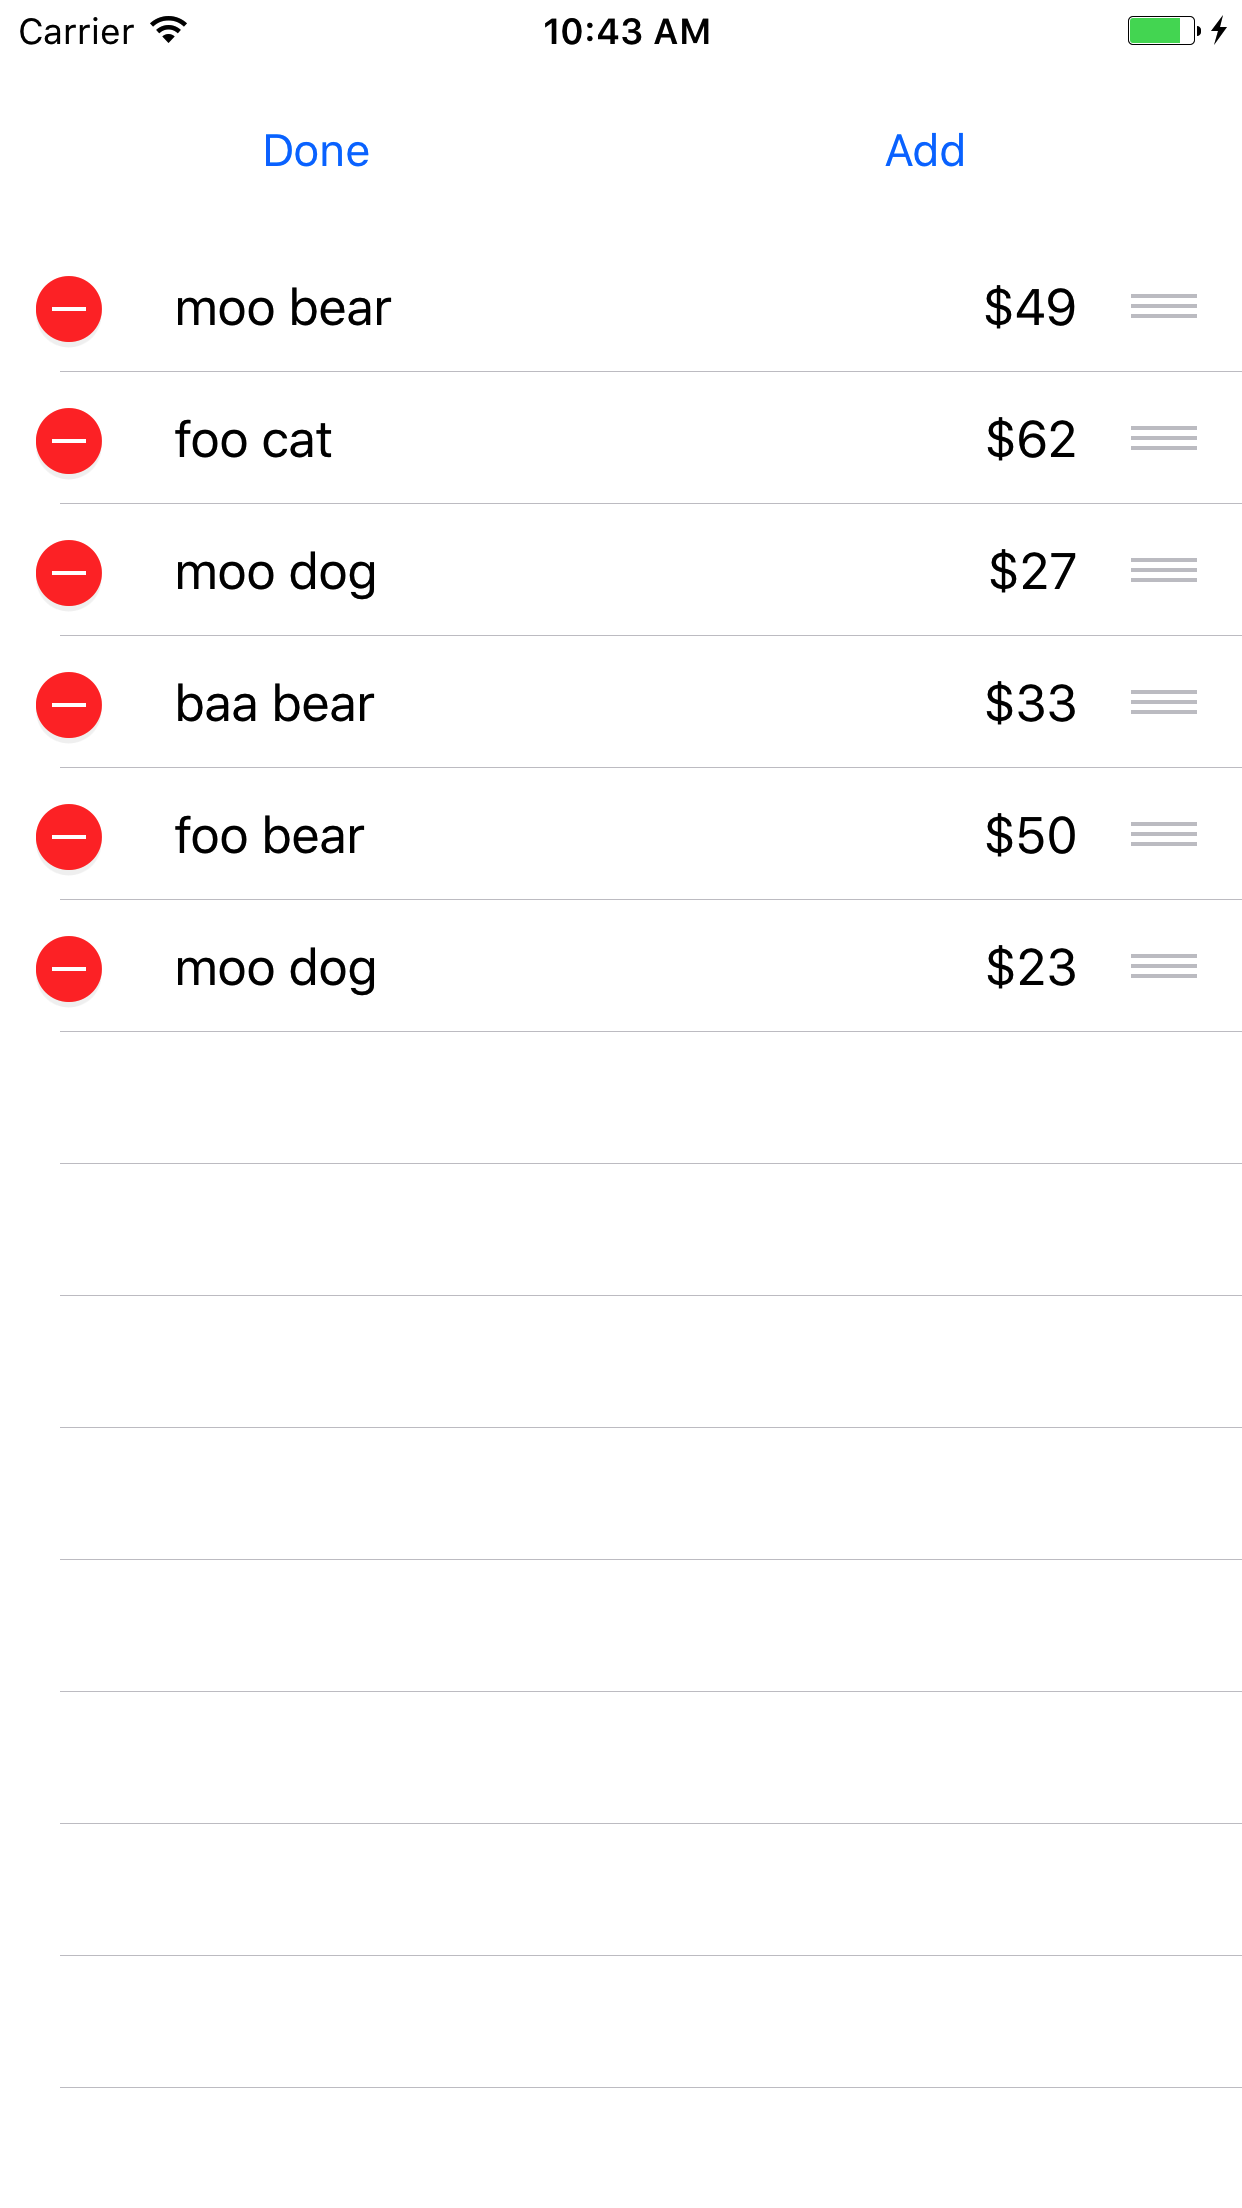 Carrier 10:43 AM
Done Add
moo bear $49
foo cat $62
moo dog $27
baa bear $33
foo bear $50
moo dog $23